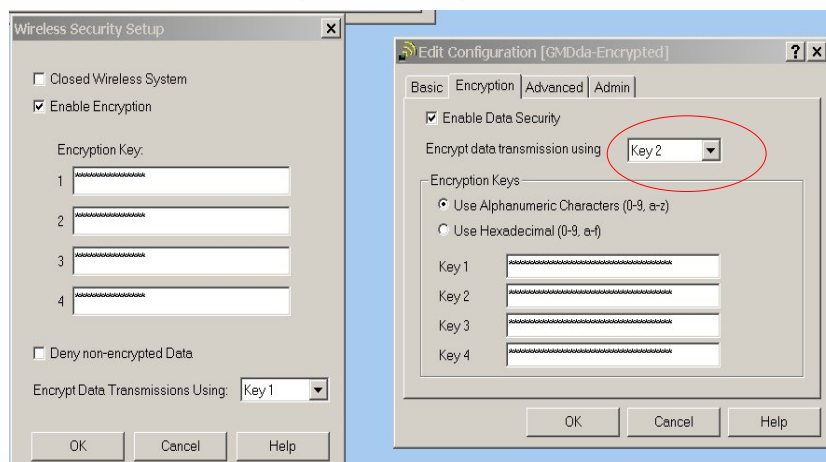 Wireless Security Setup
Closed Wireless System
Enable Encryption
Encryption Key:
1 ***************
2 ***************
3 ***************
4 ***************
Deny non-encrypted Data
Encrypt Data Transmissions Using: Key 1
OK Cancel Help
Edit Configuration [GMDda-Encrypted]
Basic Encryption Advanced Admin
Enable Data Security
Encrypt data transmission using Key 2
Encryption Keys
Use Alphanumeric Characters (0-9, a-z)
Use Hexadecimal (0-9, a-f)
Key 1 ****************************************
Key 2 ****************************************
Key 3 ****************************************
Key 4 ****************************************
OK Cancel Help